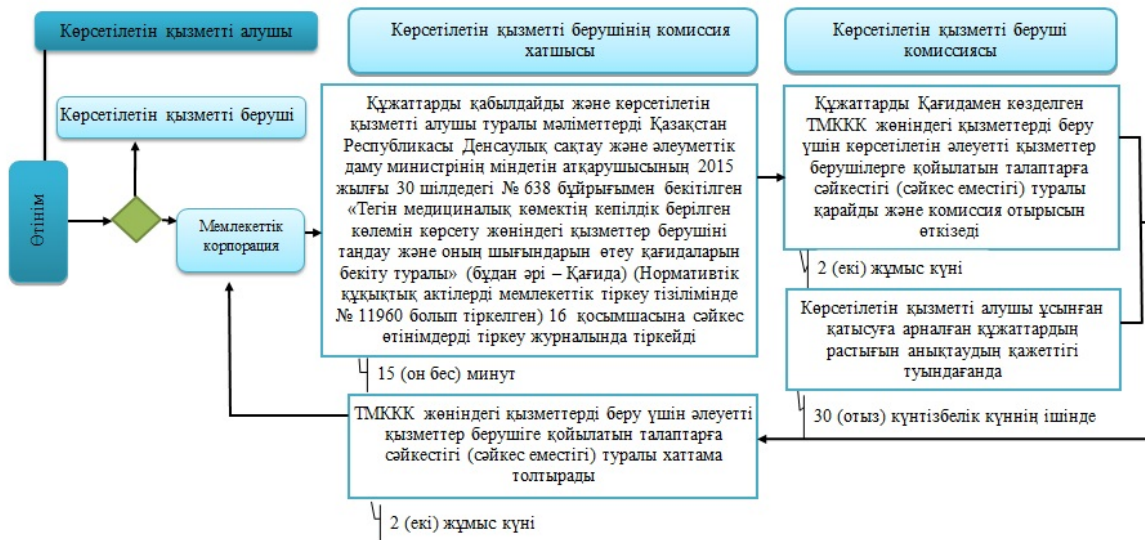 Көрсетілетін қызметті алушы
Көрсетілетін қызметті берушінің комиссия
хатшысы
Көрсетілетін қызметті беруші
комиссиясы
Көрсетілетін қызметті беруші
Өтінім
Мемлекеттік
корпорация
Құжаттарды қабылдайды және көрсетілетін
қызметті алушы туралы мәліметтерді Қазақстан
Республикасы Денсаулық сақтау және әлеуметтік
даму министрінің міндетін атқарушысының 2015
жылғы 30 шілдедегі № 638 бұйрығымен бекітілген
«Тегін медициналық көмектің кепілдік берілген
көлемін көрсету жөніндегі қызметтер берушіні
таңдау және оның шығындарын өтеу қағидаларын
бекіту туралы» (бұдан әрі – Қағида) (Нормативтік
құқықтық актілерді мемлекеттік тіркеу тізілімінде
№ 11960 болып тіркелген) 16 қосымшасына сәйкес
өтінімдерді тіркеу журналында тіркейді
15 (он бес) минут
Құжаттарды Қағидамен көзделген
ТМККК жөніндегі қызметтерді беру
үшін көрсетілетін әлеуетті қызметтер
берушілерге қойылатын талаптарға
сәйкестігі (сәйкес еместігі) туралы
қарайды және комиссия отырысын
өткізеді
2 (екі) жұмыс күні
Көрсетілетін қызметті алушы ұсынған
қатысуға арналған құжаттардың
растығын анықтаудың қажеттігі
туындағанда
30 (отыз) күнтізбелік күннің ішінде
ТМККК жөніндегі қызметтерді беру үшін әлеуетті
қызметтер берушіге қойылатын талаптарға
сәйкестігі (сәйкес еместігі) туралы хаттама
толтырады
2 (екі) жұмыс күні